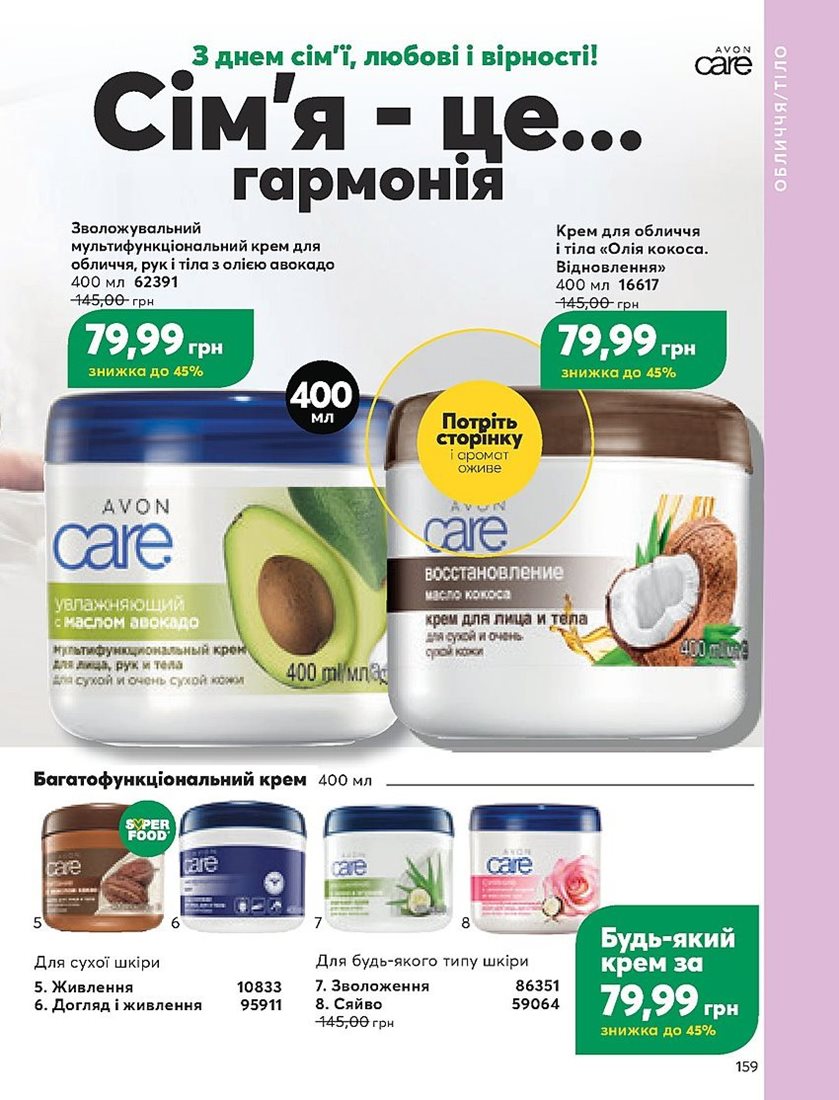 З днем сім'ї, любові і вірності!
AVON
care
Сім'я - це...
гармонія
ОБЛИЧЧЯ/ТІЛО
Зволожувальний
мультифункціональний крем для
обличчя, рук і тіла з олією авокадо
400 мл 62391
145,00 грн
79,99 грн
знижка до 45%
Крем для обличчя
і тіла «Олія кокоса.
Відновлення»
400 мл 16617
145,00 грн
79,99 грн
знижка до 45%
400
мл
Потріть
сторінку
і аромат
оживе
AVON
care
увлажняющий
с маслом авокадо
мультифункциональный крем
для лица, рук и тела
для сухой и очень сухой кожи
400 ml/мл
AVON
care
восстановление
масло кокоса
крем для лица и тела
для сухой и очень
сухой кожи
400 ml/мл
Багатофункціональний крем 400 мл
SUPER
FOOD
care
care
care
care
5
6
7
8
Для сухої шкіри
5. Живлення 10833
6. Догляд і живлення 95911
Для будь-якого типу шкіри
7. Зволоження 86351
8. Сяйво 59064
145,00 грн
Будь-який
крем за
79,99 грн
знижка до 45%
159